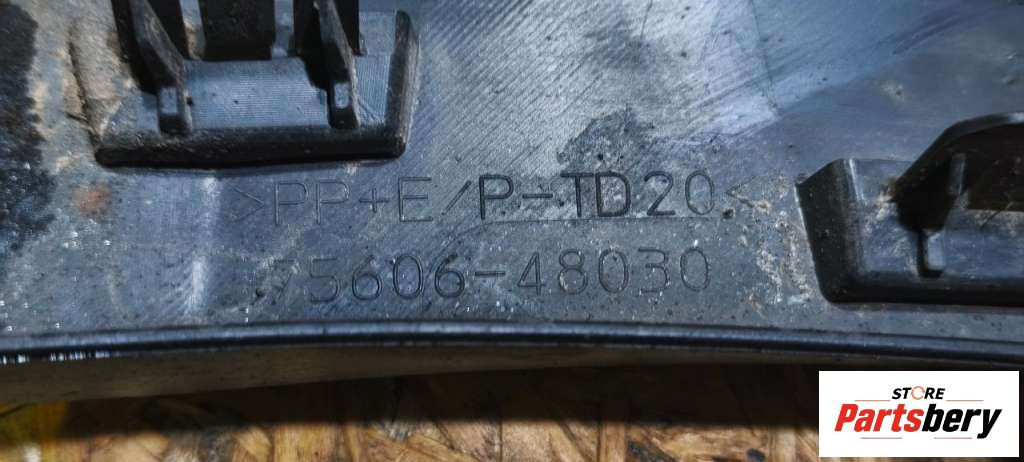 >PP+E/P-TD20<
75606-48030
STORE
Partsbery